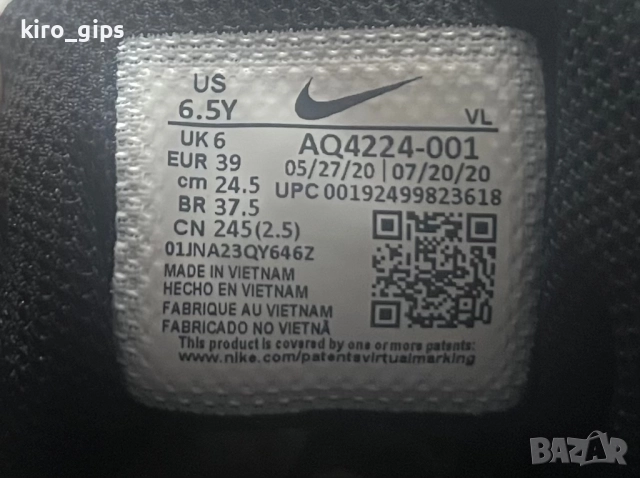 kiro_gips
US
6.5Y
VL
UK 6
EUR 39
cm 24.5
BR 37.5
CN 245(2.5)
AQ4224-001
05/27/20 | 07/20/20
UPC 00192499823618
01JNA23QY646Z
MADE IN VIETNAM
HECHO EN VIETNAM
FABRIQUE AU VIETNAM
FABRICADO NO VIETNÃ
This product is covered by one or more patents:
www.nike.com/patentsvirtualmarking
BAZAR